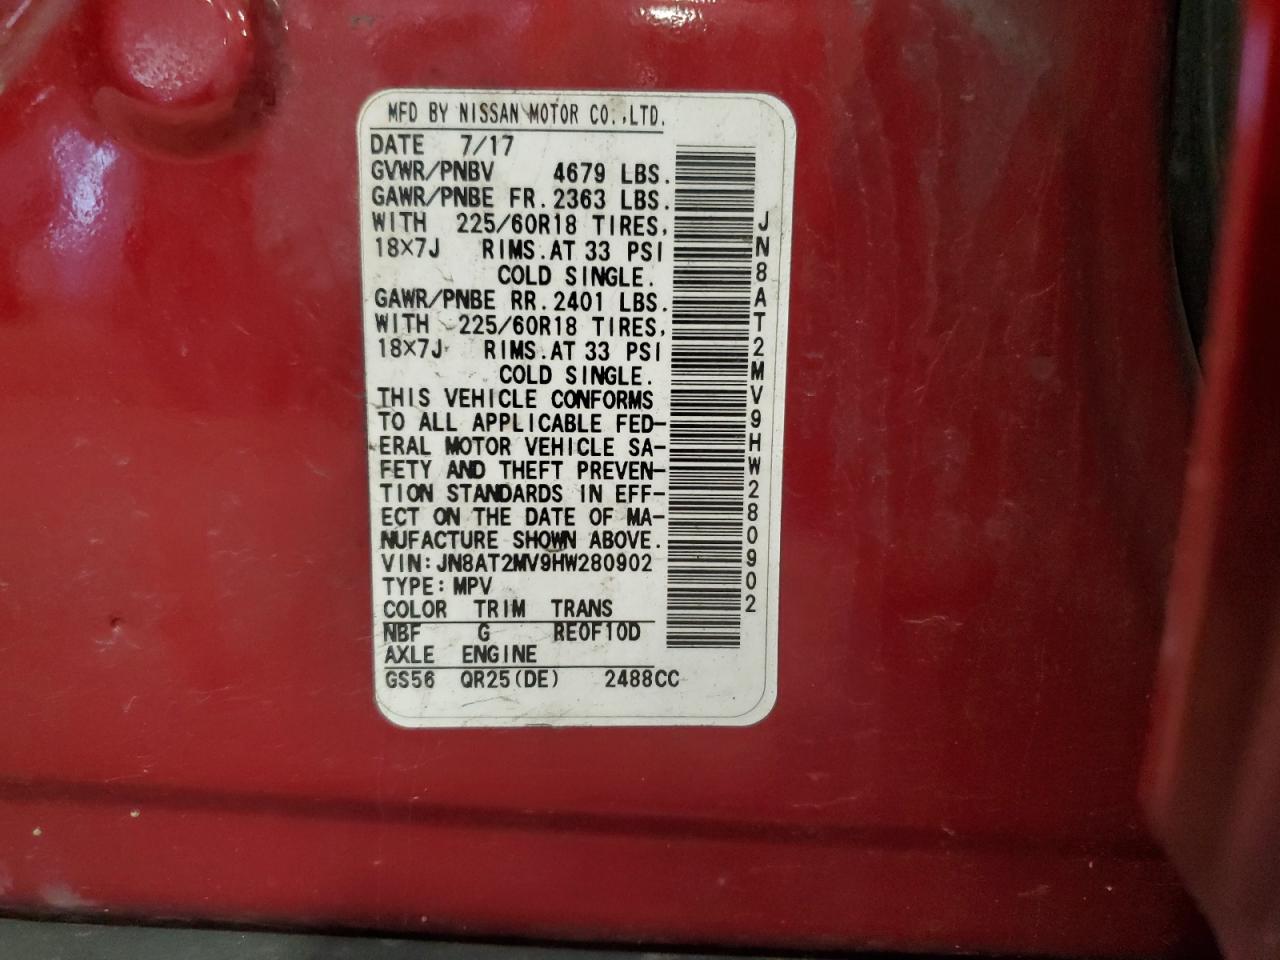 MFD BY NISSAN MOTOR CO.,LTD.
DATE 7/17
GVWR/PNBV 4679 LBS.
GAWR/PNBE FR. 2363 LBS.
WITH 225/60R18 TIRES,
18×7J RIMS.AT 33 PSI
COLD SINGLE.
GAWR/PNBE RR. 2401 LBS.
WITH 225/60R18 TIRES,
18×7J RIMS.AT 33 PSI
COLD SINGLE.
THIS VEHICLE CONFORMS
TO ALL APPLICABLE FED-
ERAL MOTOR VEHICLE SA-
FETY AND THEFT PREVEN-
TION STANDARDS IN EFF-
ECT ON THE DATE OF MA-
NUFACTURE SHOWN ABOVE.
VIN:JN8AT2MV9HW280902
TYPE:MPV
COLOR TRIM TRANS
NBF G RE0F10D
AXLE ENGINE
GS56 QR25(DE) 2488CC
JN8AT2MV9HW280902